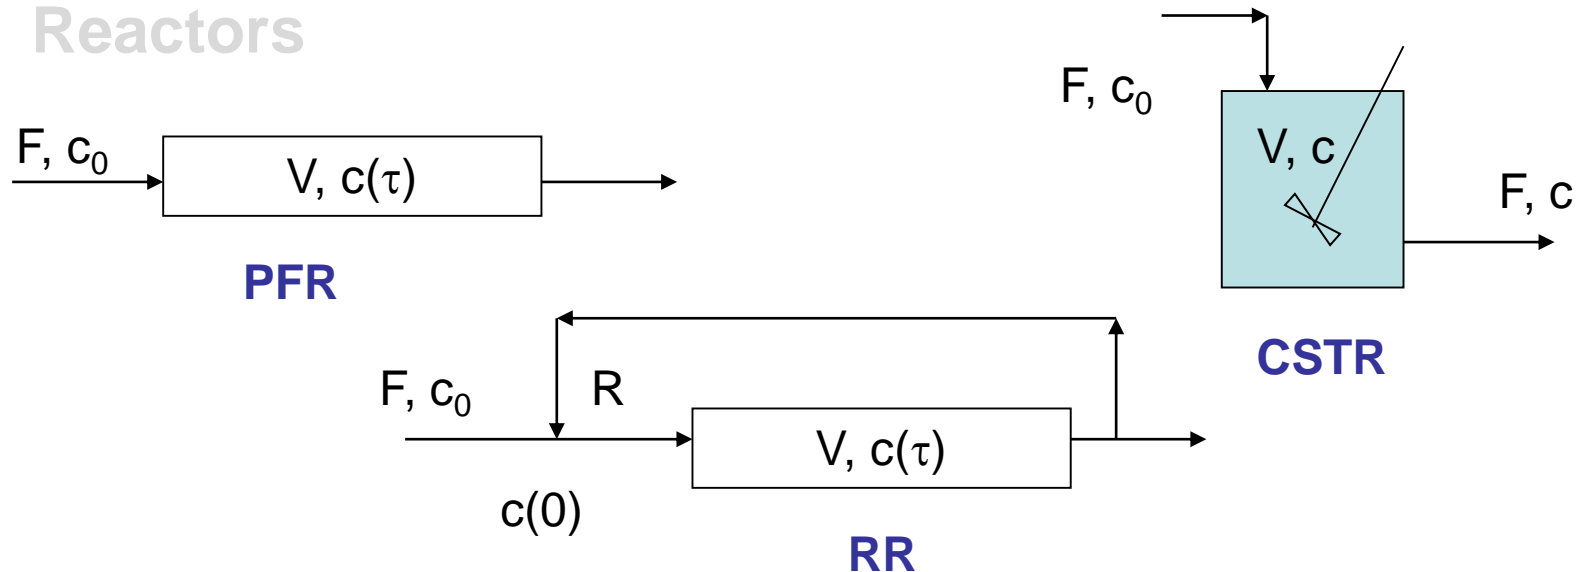 Reactors
F, c₀
V, c(τ)
PFR
F, c₀
V, c
F, c
CSTR
F, c₀
R
V, c(τ)
c(0)
RR